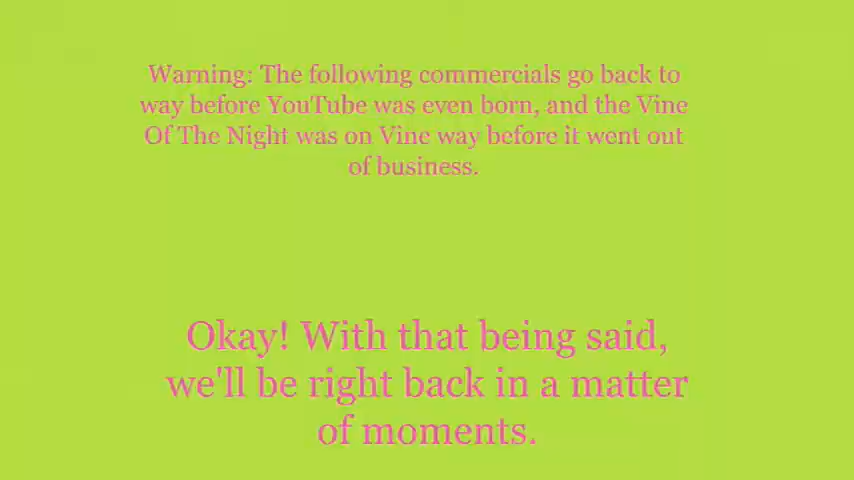 Warning: The following commercials go back to
way before YouTube was even born, and the Vine
Of The Night was on Vine way before it went out
of business.
Okay! With that being said,
we'll be right back in a matter
of moments.